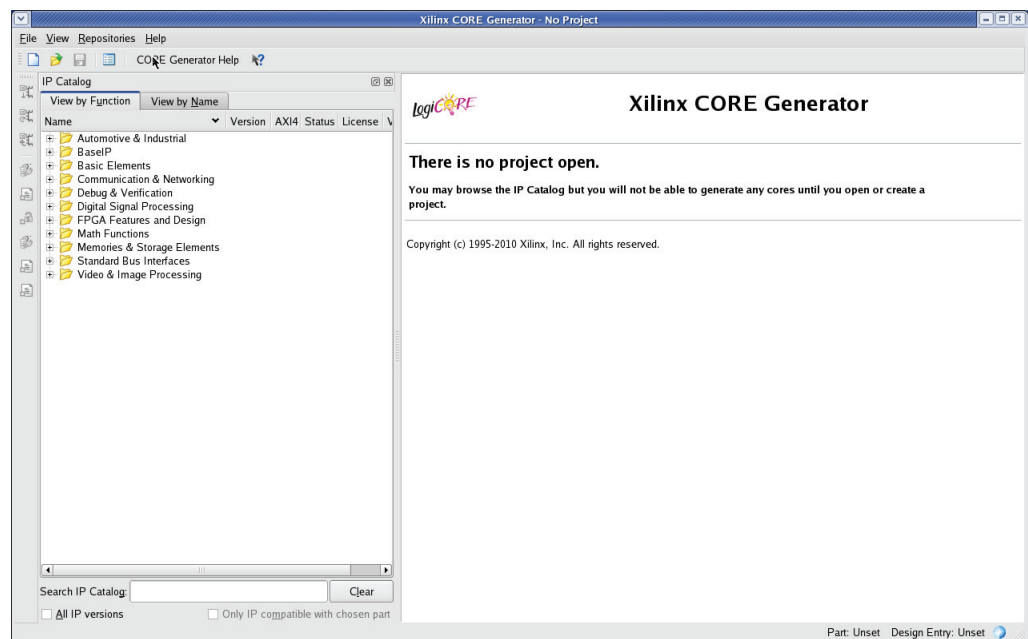 Xilinx CORE Generator - No Project
File View Repositories Help
CORE Generator Help
IP Catalog
View by Function View by Name
Name Version AXI4 Status License V
Automotive & Industrial
BaseIP
Basic Elements
Communication & Networking
Debug & Verification
Digital Signal Processing
FPGA Features and Design
Math Functions
Memories & Storage Elements
Standard Bus Interfaces
Video & Image Processing
Search IP Catalog: Clear
All IP versions Only IP compatible with chosen part
logiCORE
Xilinx CORE Generator
There is no project open.
You may browse the IP Catalog but you will not be able to generate any cores until you open or create a
project.
Copyright (c) 1995-2010 Xilinx, Inc. All rights reserved.
Part: Unset Design Entry: Unset